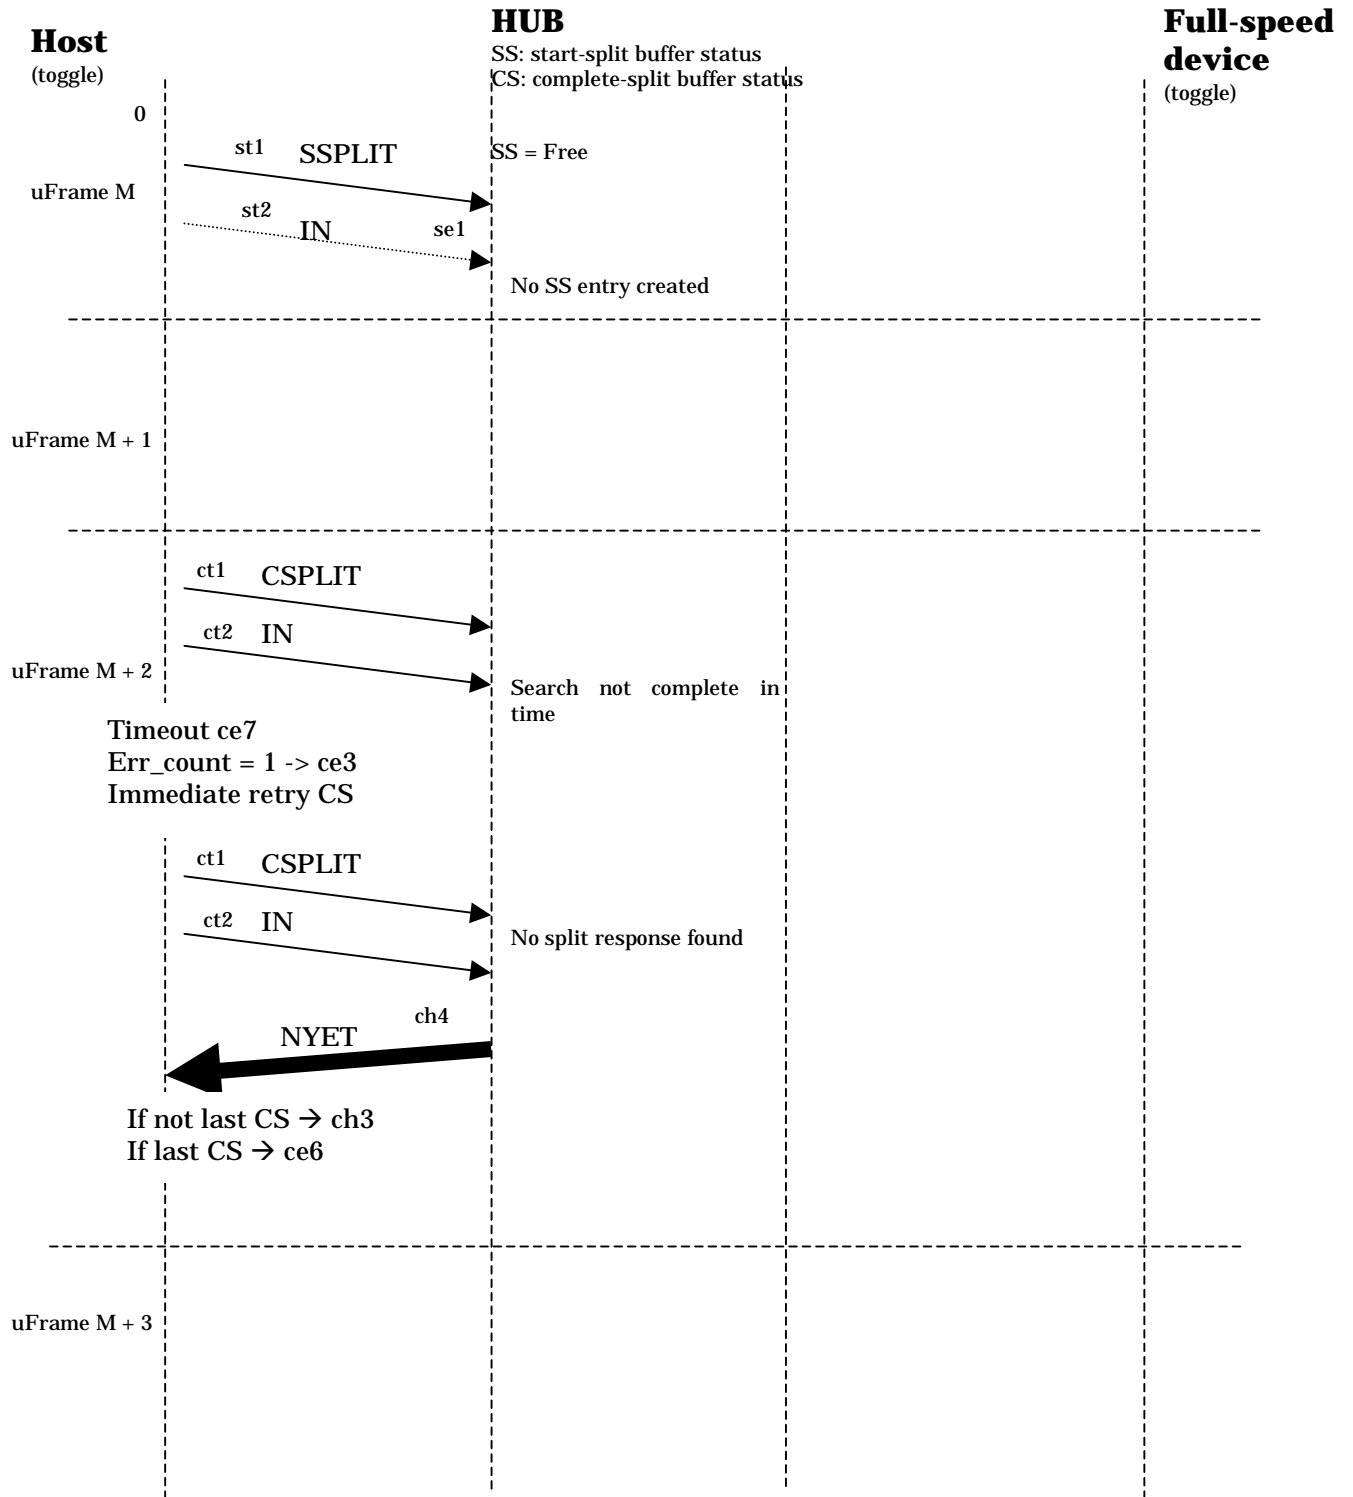 Host
(toggle)
HUB
SS: start-split buffer status
CS: complete-split buffer status
Full-speed
device
(toggle)
0
st1 SSPLIT
SS = Free
uFrame M
st2 IN se1
No SS entry created
uFrame M + 1
ct1 CSPLIT
ct2 IN
uFrame M + 2
Search not complete in
time
Timeout ce7
Err_count = 1 -> ce3
Immediate retry CS
ct1 CSPLIT
ct2 IN
No split response found
NYET ch4
If not last CS → ch3
If last CS → ce6
uFrame M + 3